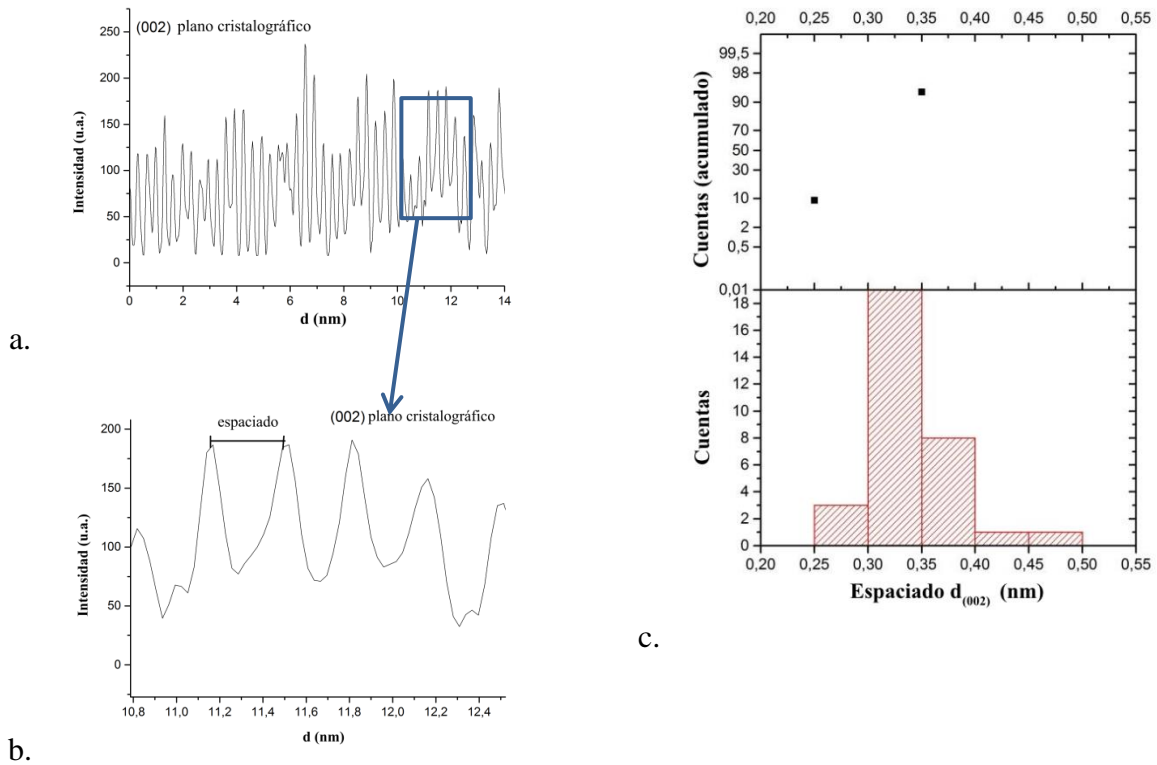 (002) plano cristalográfico
250
200
150
100
50
0
Intensidad (u.a.)
0 2 4 6 8 10 12 14
d (nm)
a.
(002) plano cristalográfico
espaciado
200
150
100
50
0
Intensidad (u.a.)
10,8 11,0 11,2 11,4 11,6 11,8 12,0 12,2 12,4
d (nm)
b.
0,20 0,25 0,30 0,35 0,40 0,45 0,50 0,55
99,5
98
90
70
50
30
10
2
0,5
0,01
Cuentas (acumulado)
18
16
14
12
10
8
6
4
2
0
Cuentas
0,20 0,25 0,30 0,35 0,40 0,45 0,50 0,55
Espaciado d(002) (nm)
c.